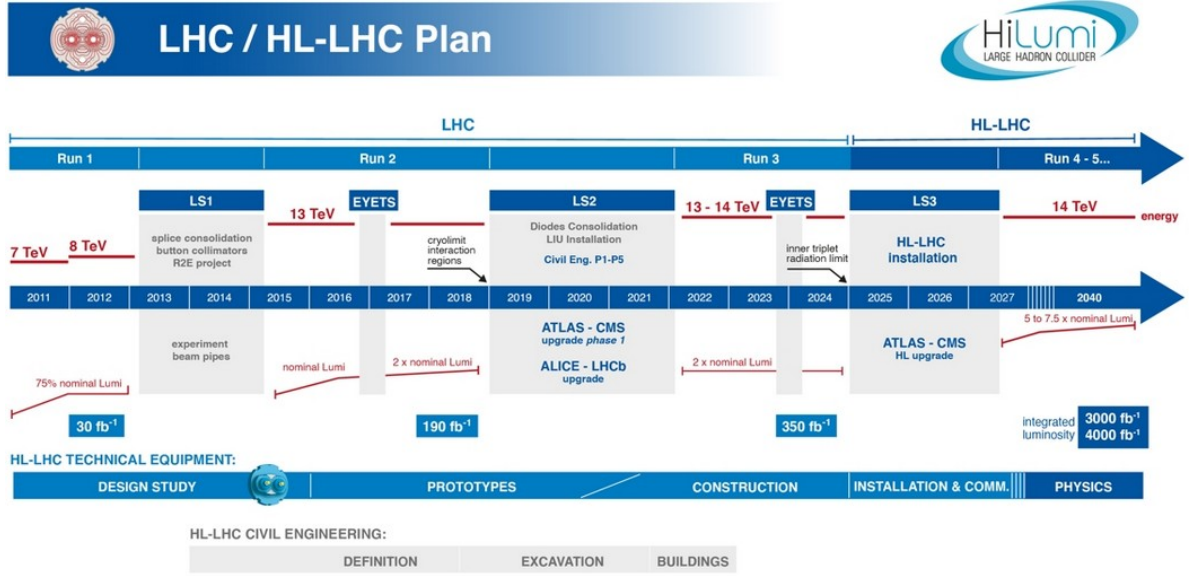 LHC / HL-LHC Plan
HiLumi
LARGE HADRON COLLIDER
LHC
HL-LHC
Run 1
Run 2
Run 3
Run 4 - 5...
LS1
EYETS
LS2
EYETS
LS3
13 TeV
13 - 14 TeV
14 TeV
energy
7 TeV
8 TeV
splice consolidation
button collimators
R2E project
cryolimit
interaction
regions
Diodes Consolidation
LIU Installation
Civil Eng. P1-P5
inner triplet
radiation limit
HL-LHC
installation
2011 2012 2013 2014 2015 2016 2017 2018 2019 2020 2021 2022 2023 2024 2025 2026 2027 2040
5 to 7.5 x nominal Lumi
experiment
beam pipes
ATLAS - CMS
upgrade phase 1
ALICE - LHCb
upgrade
ATLAS - CMS
HL upgrade
75% nominal Lumi
nominal Lumi
2 x nominal Lumi
2 x nominal Lumi
30 fb⁻¹
190 fb⁻¹
350 fb⁻¹
integrated
luminosity
3000 fb⁻¹
4000 fb⁻¹
HL-LHC TECHNICAL EQUIPMENT:
DESIGN STUDY
PROTOTYPES
CONSTRUCTION
INSTALLATION & COMM.
PHYSICS
HL-LHC CIVIL ENGINEERING:
DEFINITION
EXCAVATION
BUILDINGS